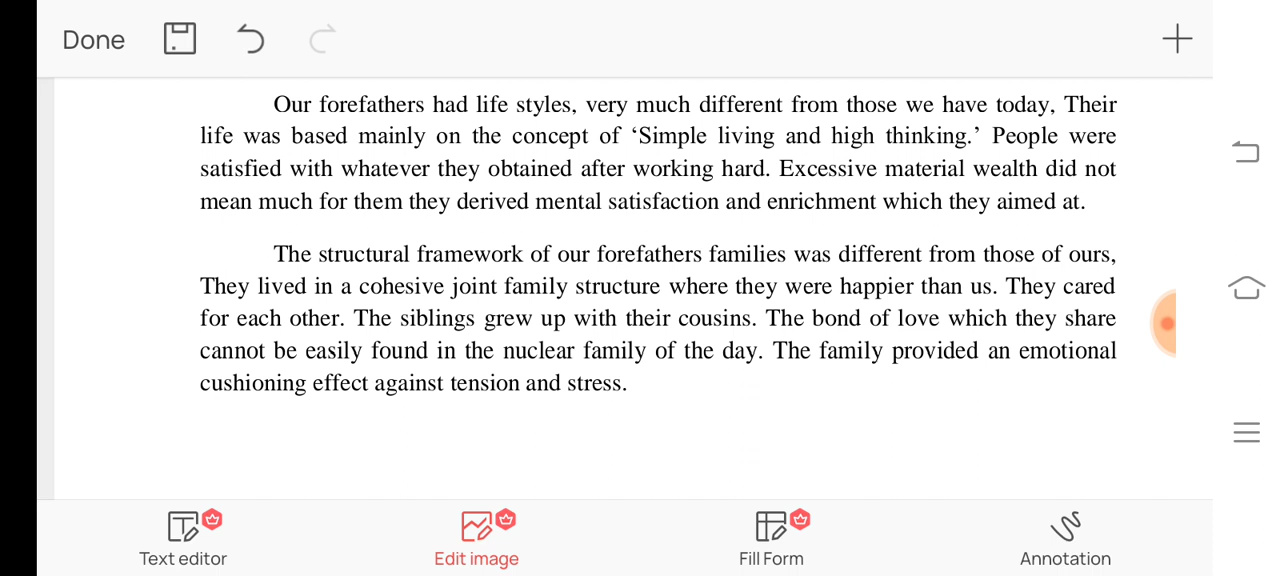 Done
Our forefathers had life styles, very much different from those we have today, Their
life was based mainly on the concept of ‘Simple living and high thinking.’ People were
satisfied with whatever they obtained after working hard. Excessive material wealth did not
mean much for them they derived mental satisfaction and enrichment which they aimed at.
The structural framework of our forefathers families was different from those of ours,
They lived in a cohesive joint family structure where they were happier than us. They cared
for each other. The siblings grew up with their cousins. The bond of love which they share
cannot be easily found in the nuclear family of the day. The family provided an emotional
cushioning effect against tension and stress.
Text editor
Edit image
Fill Form
Annotation